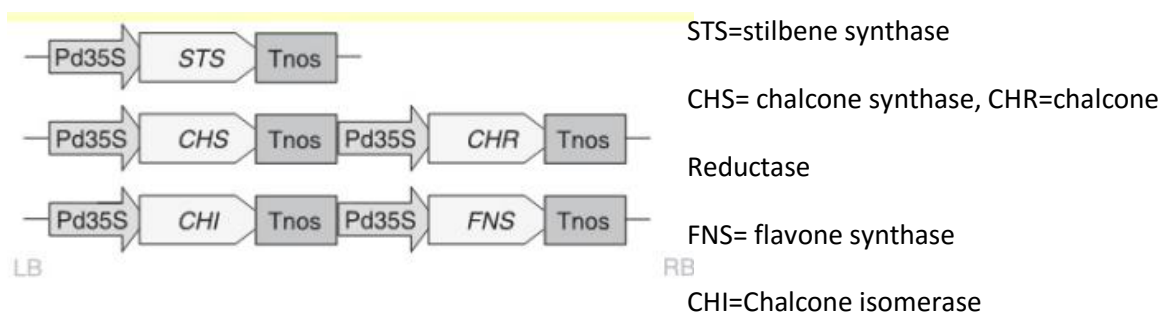 Pd35S STS Tnos
Pd35S CHS Tnos Pd35S CHR Tnos
Pd35S CHI Tnos Pd35S FNS Tnos
LB RB
STS=stilbene synthase
CHS= chalcone synthase, CHR=chalcone
Reductase
FNS= flavone synthase
CHI=Chalcone isomerase